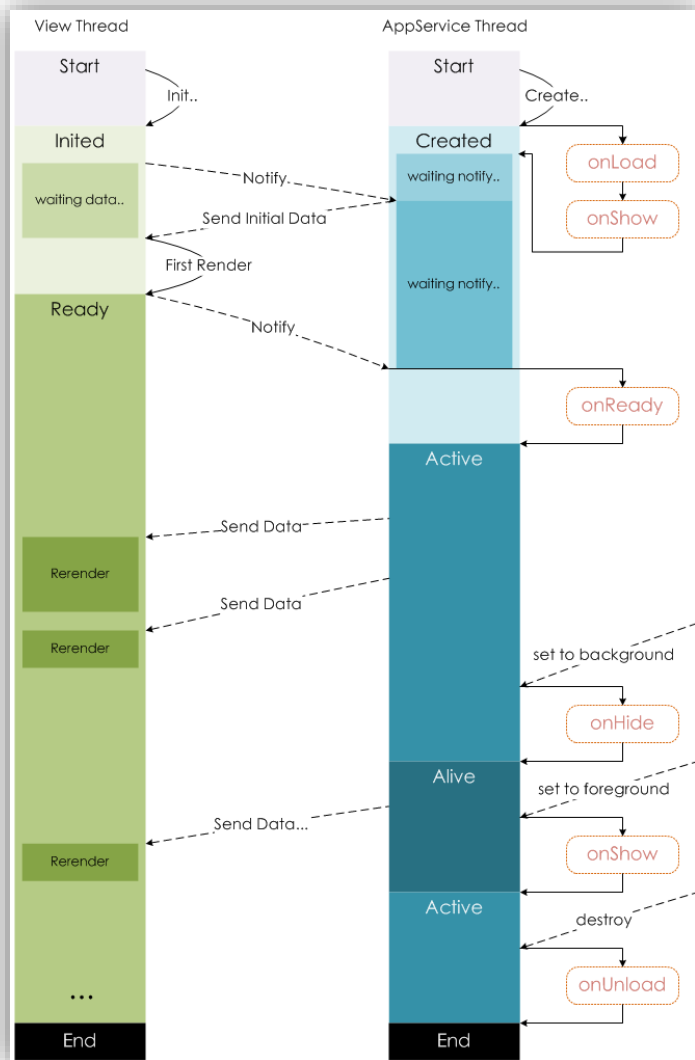 View Thread
AppService Thread
Start
Start
Init..
Create..
Inited
Created
onLoad
waiting data..
Notify
waiting notify..
Send Initial Data
onShow
First Render
waiting notify..
Ready
Notify
onReady
Active
Send Data
Rerender
Send Data
Rerender
set to background
onHide
Alive
set to foreground
Send Data...
Rerender
onShow
Active
destroy
onUnload
...
End
End